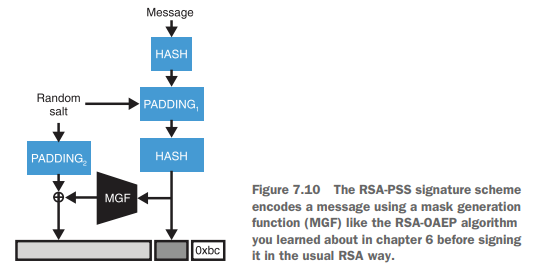 Message
HASH
Random
salt
PADDING₁
PADDING₂
HASH
MGF
0xbc
Figure 7.10 The RSA-PSS signature scheme
encodes a message using a mask generation
function (MGF) like the RSA-OAEP algorithm
you learned about in chapter 6 before signing
it in the usual RSA way.